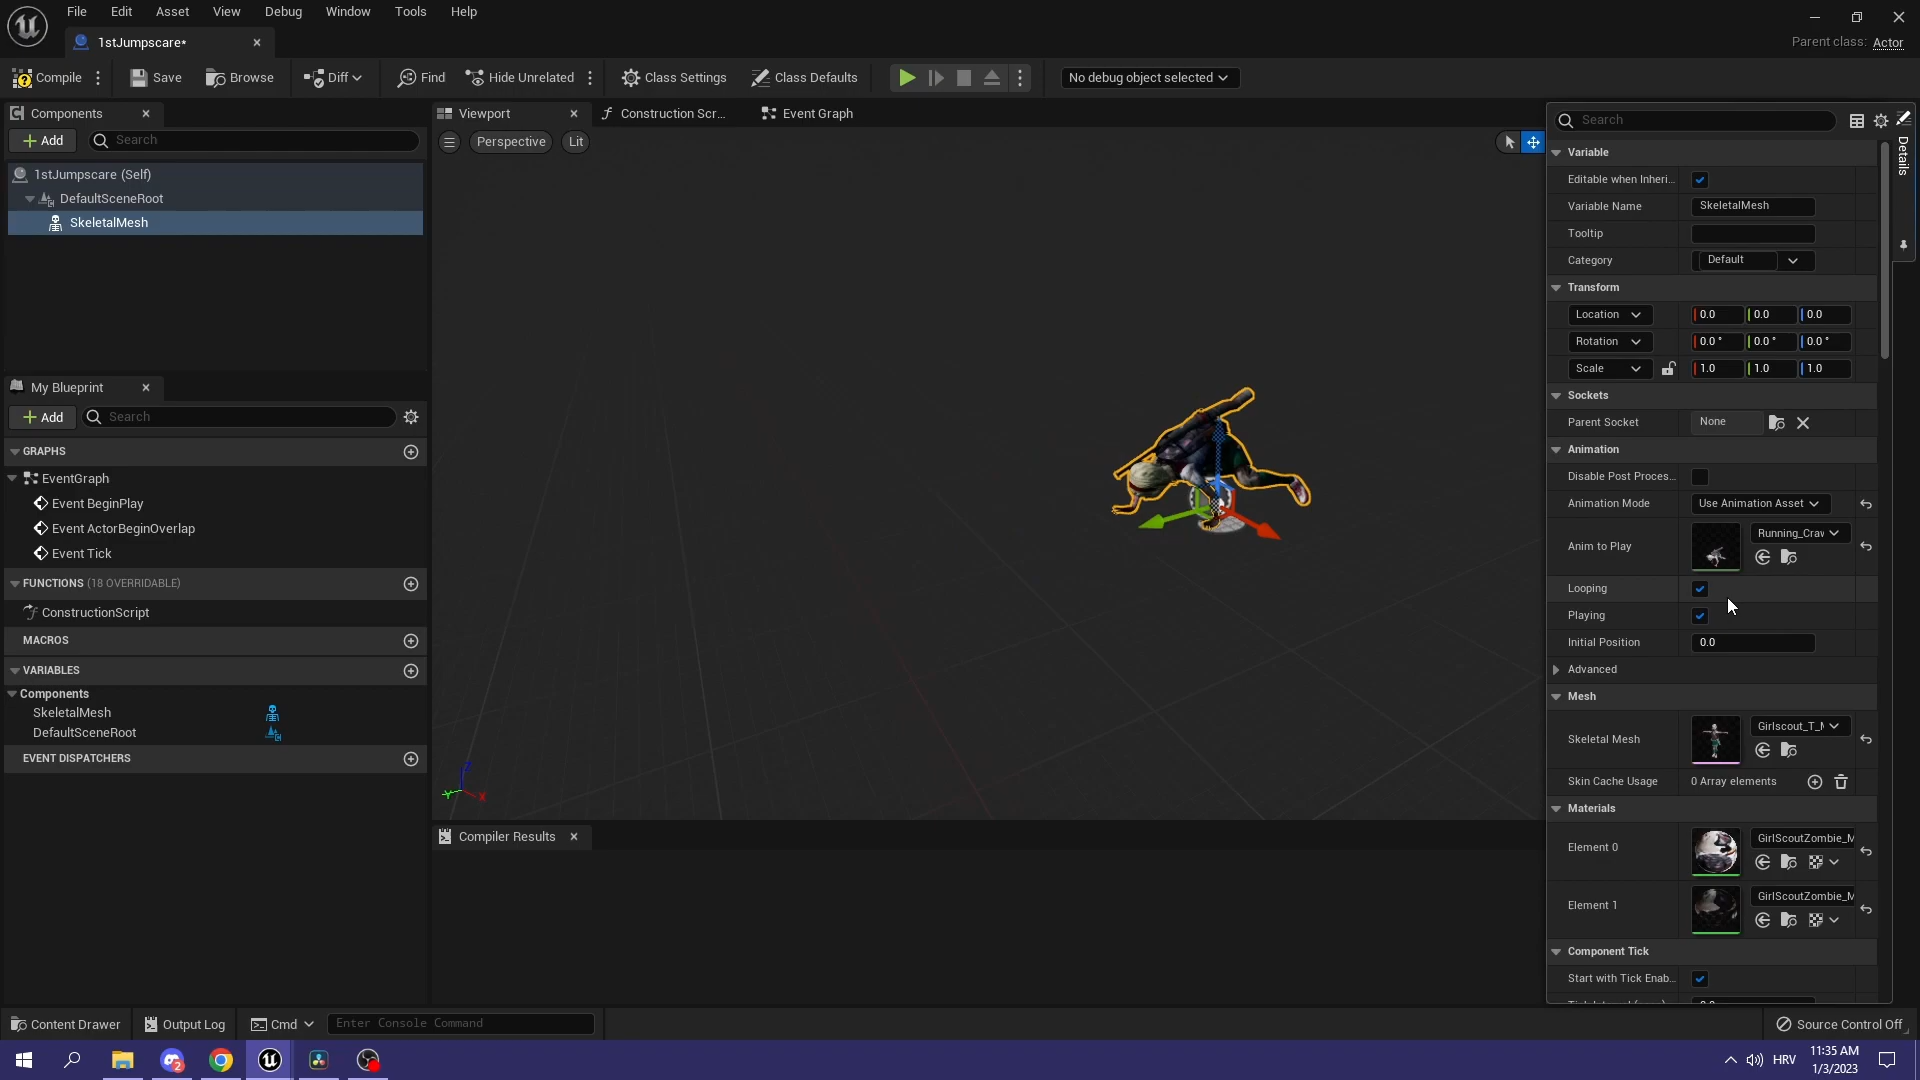 File Edit Asset View Debug Window Tools Help
1stJumpscare*
Parent class: Actor
Compile Save Browse Diff Find Hide Unrelated Class Settings Class Defaults No debug object selected
Components
Viewport Construction Scr... Event Graph
Add Search
Perspective Lit
1stJumpscare (Self)
DefaultSceneRoot
SkeletalMesh
My Blueprint
Add Search
GRAPHS
EventGraph
Event BeginPlay
Event ActorBeginOverlap
Event Tick
FUNCTIONS (18 OVERRIDABLE)
ConstructionScript
MACROS
VARIABLES
Components
SkeletalMesh
DefaultSceneRoot
EVENT DISPATCHERS
Z
Y X
Compiler Results
Search
Details
Variable
Editable when Inheri...
Variable Name SkeletalMesh
Tooltip
Category Default
Transform
Location 0.0 0.0 0.0
Rotation 0.0 ° 0.0 ° 0.0 °
Scale 1.0 1.0 1.0
Sockets
Parent Socket None
Animation
Disable Post Proces...
Animation Mode Use Animation Asset
Anim to Play Running_Craw
Looping
Playing
Initial Position 0.0
Advanced
Mesh
Skeletal Mesh Girlscout_T_M
Skin Cache Usage 0 Array elements
Materials
Element 0 GirlScoutZombie_M
Element 1 GirlScoutZombie_M
Component Tick
Start with Tick Enab...
Content Drawer Output Log Cmd Enter Console Command Source Control Off
2
HRV
11:35 AM
1/3/2023